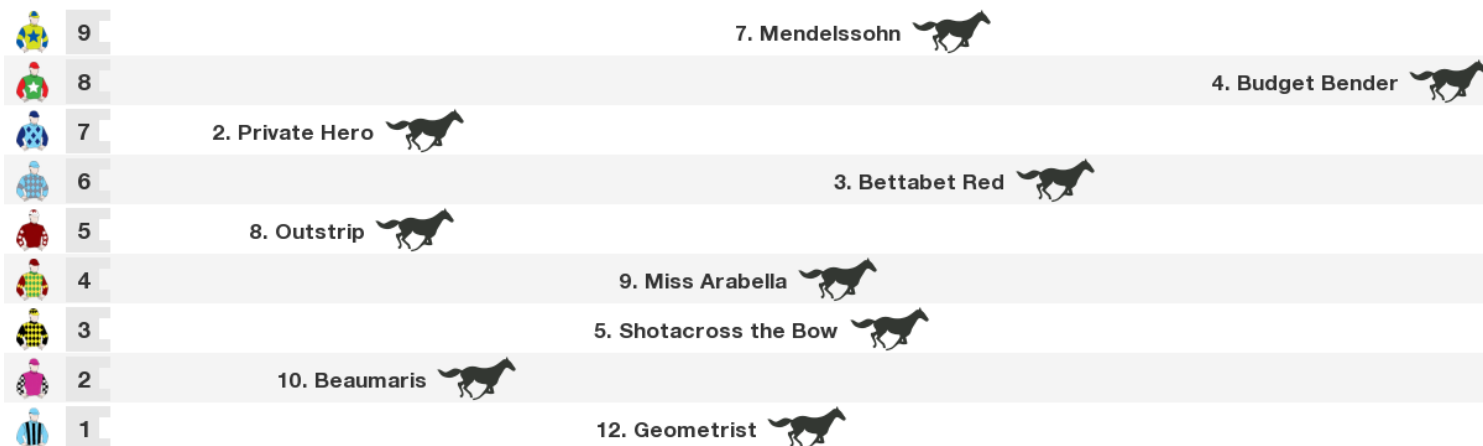 9 7. Mendelssohn
8 4. Budget Bender
7 2. Private Hero
6 3. Bettabet Red
5 8. Outstrip
4 9. Miss Arabella
3 5. Shotacross the Bow
2 10. Beaumaris
1 12. Geometrist